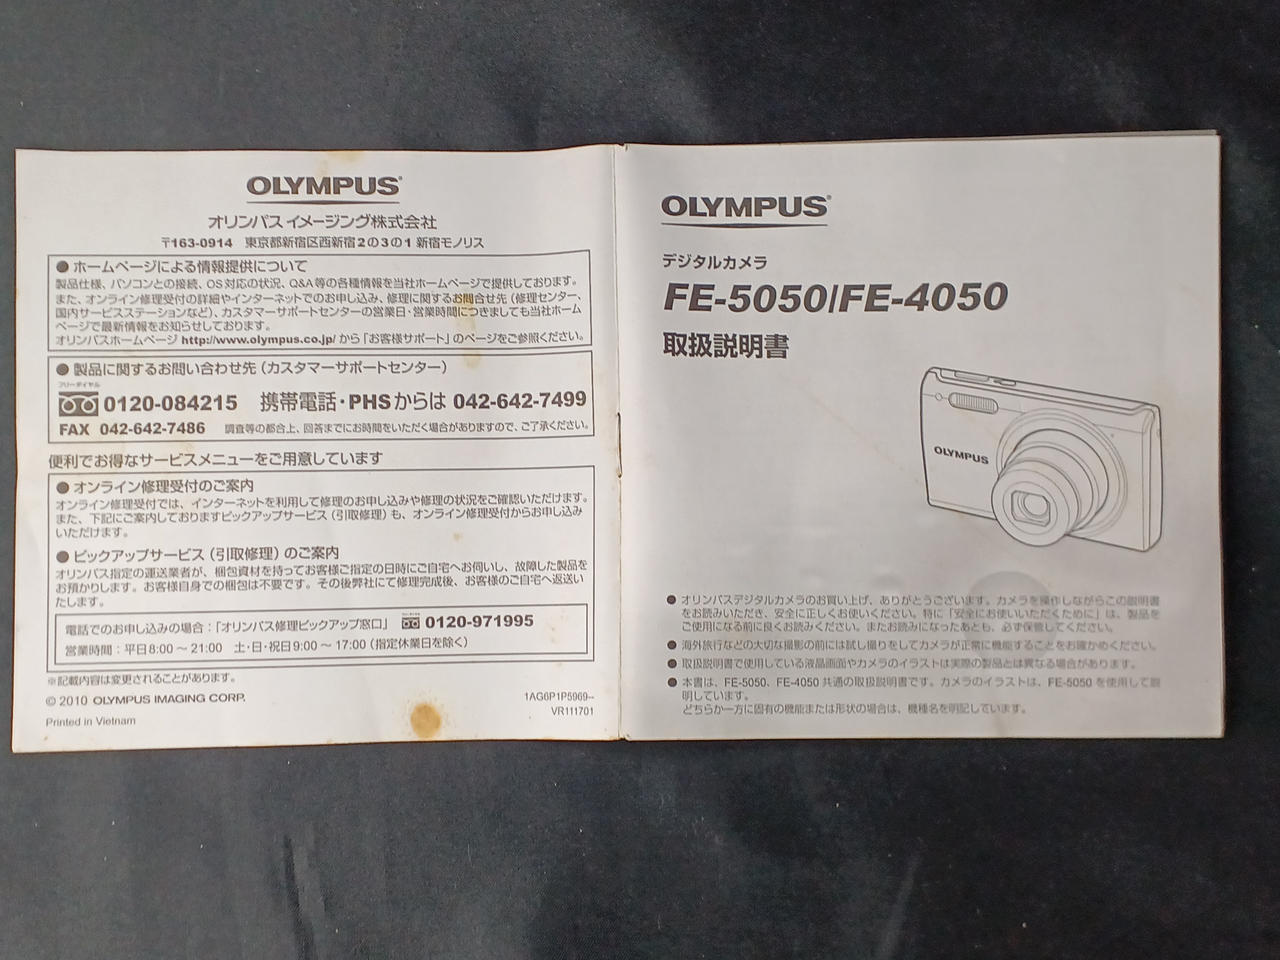 OLYMPUS®
オリンパス イメージング株式会社
〒163-0914 東京都新宿区西新宿2の3の1 新宿モノリス
● ホームページによる情報提供について
製品仕様、パソコンとの接続、OS対応の状況、Q&A等の各種情報を当社ホームページで提供しております。
また、オンライン修理受付の詳細やインターネットでのお申し込み、修理に関するお問合せ先（修理センター、
国内サービスステーションなど）、カスタマーサポートセンターの営業日・営業時間につきましても当社ホーム
ページで最新情報をお知らせしております。
オリンパスホームページ http://www.olympus.co.jp/ から「お客様サポート」のページをご参照ください。
● 製品に関するお問い合わせ先（カスタマーサポートセンター）
フリーダイヤル
0120-084215 携帯電話・PHSからは 042-642-7499
FAX 042-642-7486 調査等の都合上、回答までにお時間をいただく場合がありますので、ご了承ください。
便利でお得なサービスメニューをご用意しています
● オンライン修理受付のご案内
オンライン修理受付では、インターネットを利用して修理のお申し込みや修理の状況をご確認いただけます。
また、下記にご案内しておりますピックアップサービス（引取修理）も、オンライン修理受付からお申し込み
いただけます。
● ピックアップサービス（引取修理）のご案内
オリンパス指定の運送業者が、梱包資材を持ってお客様ご指定の日時にご自宅へお伺いし、故障した製品を
お預かりします。お客様自身での梱包は不要です。その後弊社にて修理完成後、お客様のご自宅へ返送い
たします。
電話でのお申し込みの場合：「オリンパス修理ピックアップ窓口」 フリーダイヤル 0120-971995
営業時間：平日8:00～21:00 土・日・祝日9:00～17:00（指定休業日を除く）
※記載内容は変更されることがあります。
© 2010 OLYMPUS IMAGING CORP.
1AG6P1P5969--
VR111701
Printed in Vietnam
OLYMPUS®
デジタルカメラ
FE-5050/FE-4050
取扱説明書
OLYMPUS
● オリンパスデジタルカメラのお買い上げ、ありがとうございます。カメラを操作しながらこの説明書
をお読みいただき、安全に正しくお使いください。特に「安全にお使いいただくために」は、製品を
ご使用になる前に良くお読みください。またお読みになったあとも、必ず保管してください。
● 海外旅行などの大切な撮影の前には試し撮りをしてカメラが正常に機能することをお確かめください。
● 取扱説明書で使用している液晶画面やカメラのイラストは実際の製品とは異なる場合があります。
● 本書は、FE-5050、FE-4050 共通の取扱説明書です。カメラのイラストは、FE-5050 を使用して説
明しています。
どちらか一方に固有の機能または形状の場合は、機種名を明記しています。